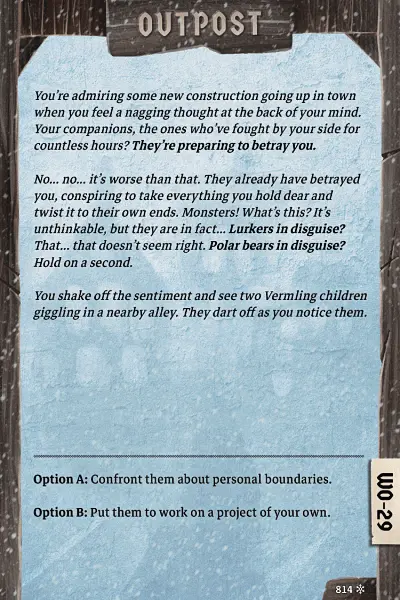 OUTPOST
You're admiring some new construction going up in town
when you feel a nagging thought at the back of your mind.
Your companions, the ones who've fought by your side for
countless hours? They're preparing to betray you.
No... no... it's worse than that. They already have betrayed
you, conspiring to take everything you hold dear and
twist it to their own ends. Monsters! What's this? It's
unthinkable, but they are in fact... Lurkers in disguise?
That... that doesn't seem right. Polar bears in disguise?
Hold on a second.
You shake off the sentiment and see two Vermling children
giggling in a nearby alley. They dart off as you notice them.
Option A: Confront them about personal boundaries.
Option B: Put them to work on a project of your own.
WO-29
814